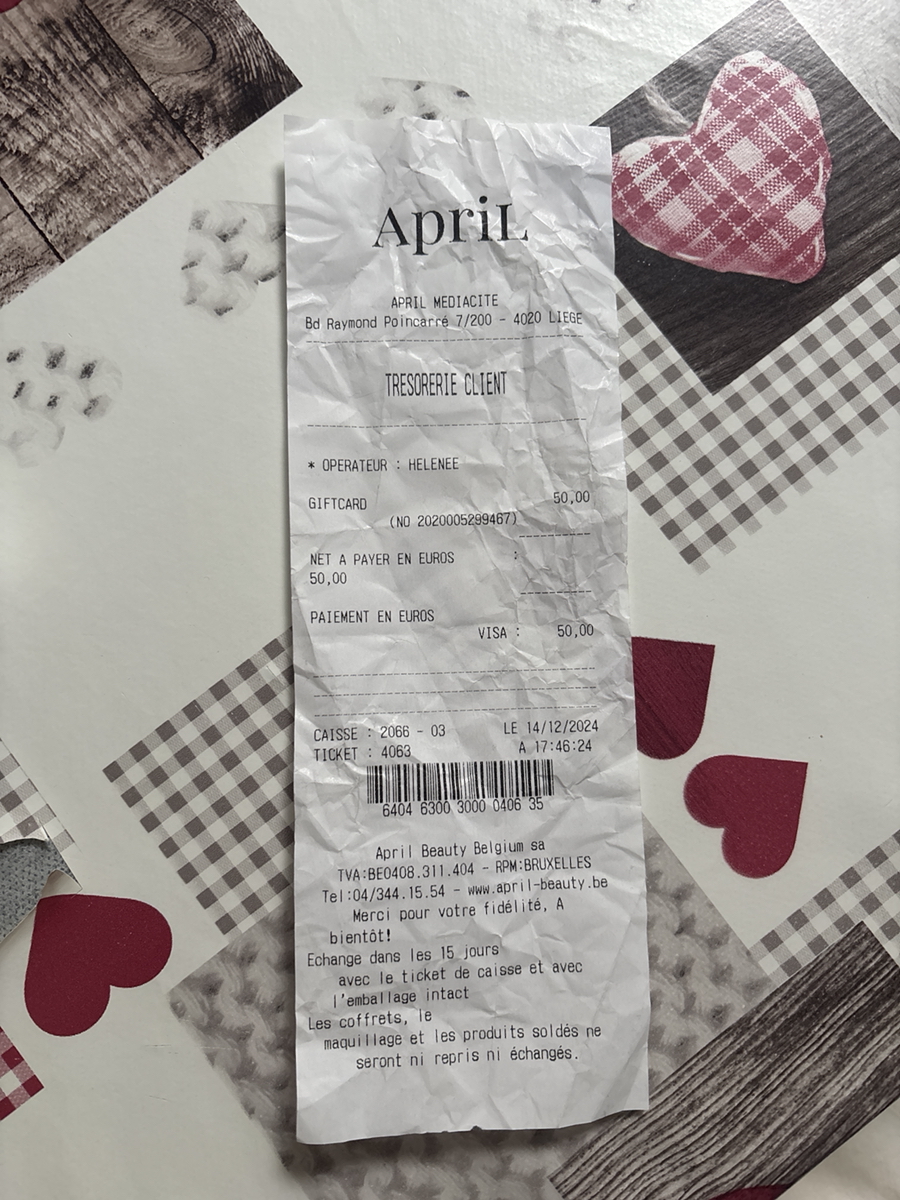 ApriL
APRIL MEDIACITE
Bd Raymond Poincarré 7/200 - 4020 LIEGE
TRESORERIE CLIENT
* OPERATEUR : HELENEE
GIFTCARD 50,00
(NO 2020005299467)
NET A PAYER EN EUROS :
50,00
PAIEMENT EN EUROS
VISA : 50,00
CAISSE : 2066 - 03 LE 14/12/2024
TICKET : 4063 A 17:46:24
6404 6300 3000 0406 35
April Beauty Belgium sa
TVA:BE0408.311.404 - RPM:BRUXELLES
Tel:04/344.15.54 - www.april-beauty.be
Merci pour votre fidélité, A
bientôt!
Echange dans les 15 jours
avec le ticket de caisse et avec
l'emballage intact
Les coffrets, le
maquillage et les produits soldés ne
seront ni repris ni échangés.